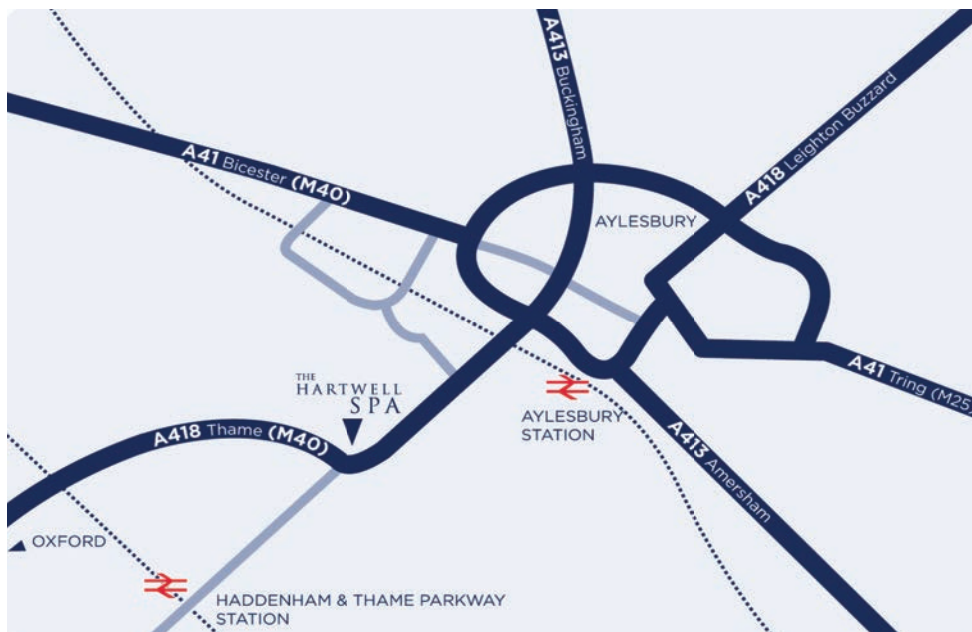 A413 Buckingham
A418 Leighton Buzzard
A41 Bicester (M40)
AYLESBURY
A41 Tring (M25
THE
HARTWELL
SPA
AYLESBURY
STATION
A418 Thame (M40)
A413 Amersham
OXFORD
HADDENHAM & THAME PARKWAY
STATION